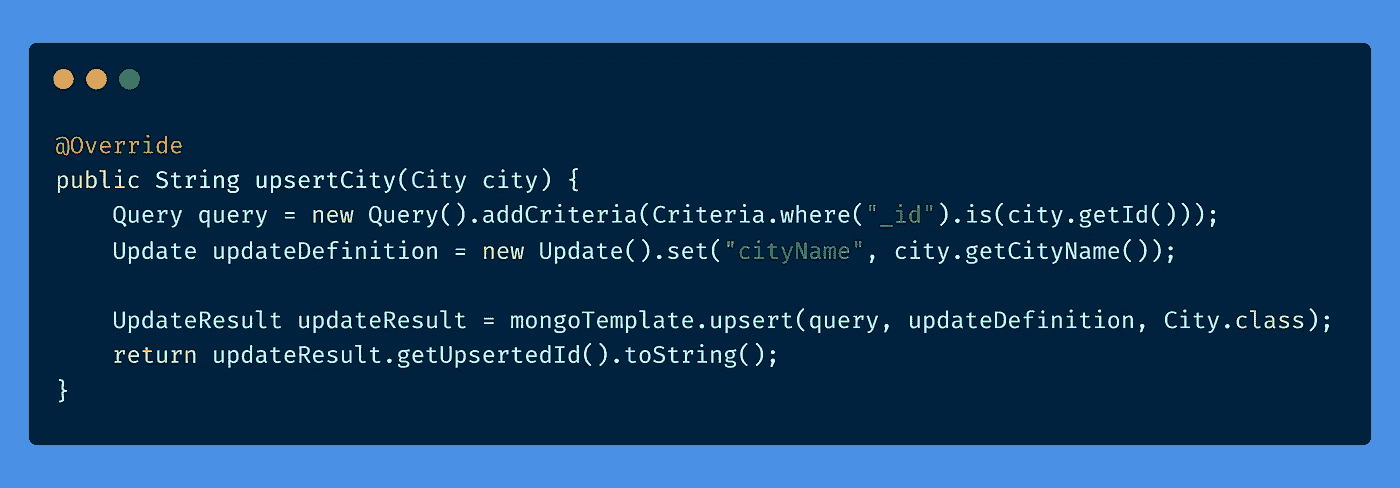 @Override
public String upsertCity(City city) {
    Query query = new Query().addCriteria(Criteria.where("_id").is(city.getId()));
    Update updateDefinition = new Update().set("cityName", city.getCityName());

    UpdateResult updateResult = mongoTemplate.upsert(query, updateDefinition, City.class);
    return updateResult.getUpsertedId().toString();
}